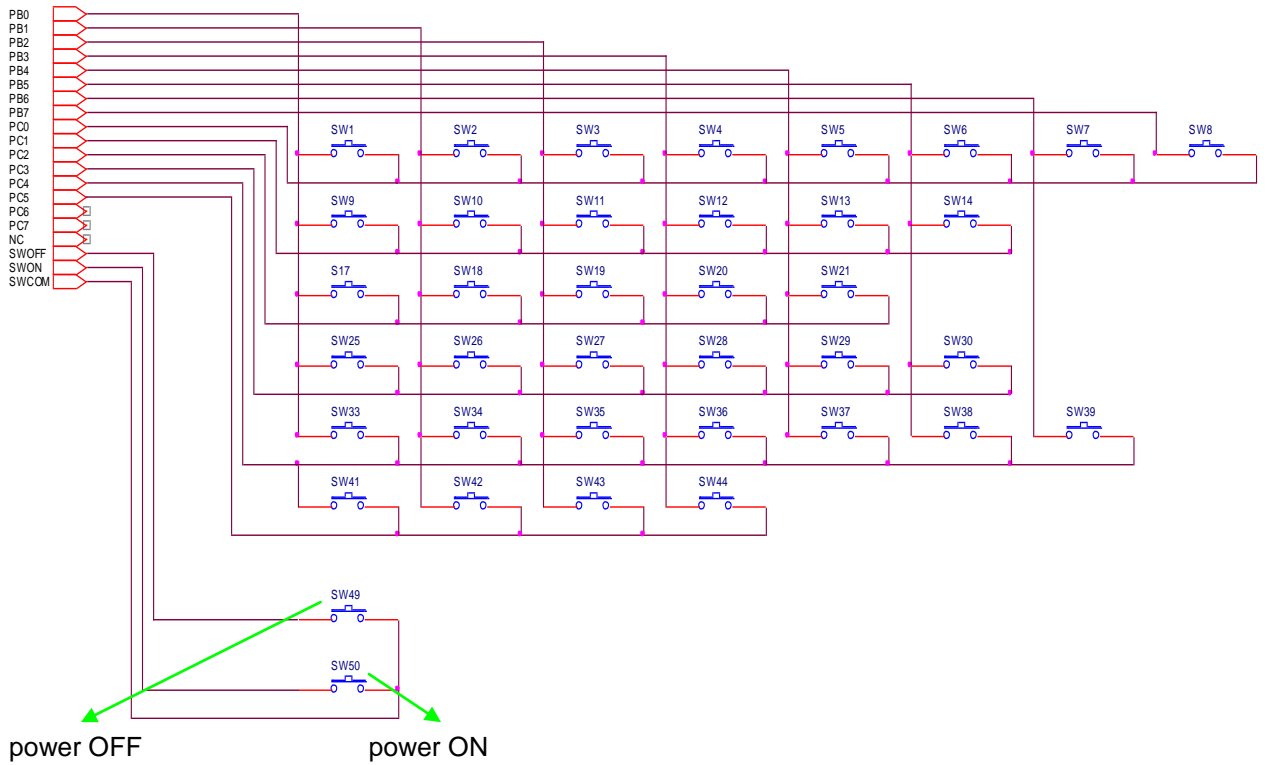 PB0
PB1
PB2
PB3
PB4
PB5
PB6
PB7
PC0
PC1
PC2
PC3
PC4
PC5
PC6
PC7
NC
SWOFF
SWON
SWCOM
SW1 SW2 SW3 SW4 SW5 SW6 SW7 SW8
SW9 SW10 SW11 SW12 SW13 SW14
S17 SW18 SW19 SW20 SW21
SW25 SW26 SW27 SW28 SW29 SW30
SW33 SW34 SW35 SW36 SW37 SW38 SW39
SW41 SW42 SW43 SW44
SW49
SW50
power OFF power ON